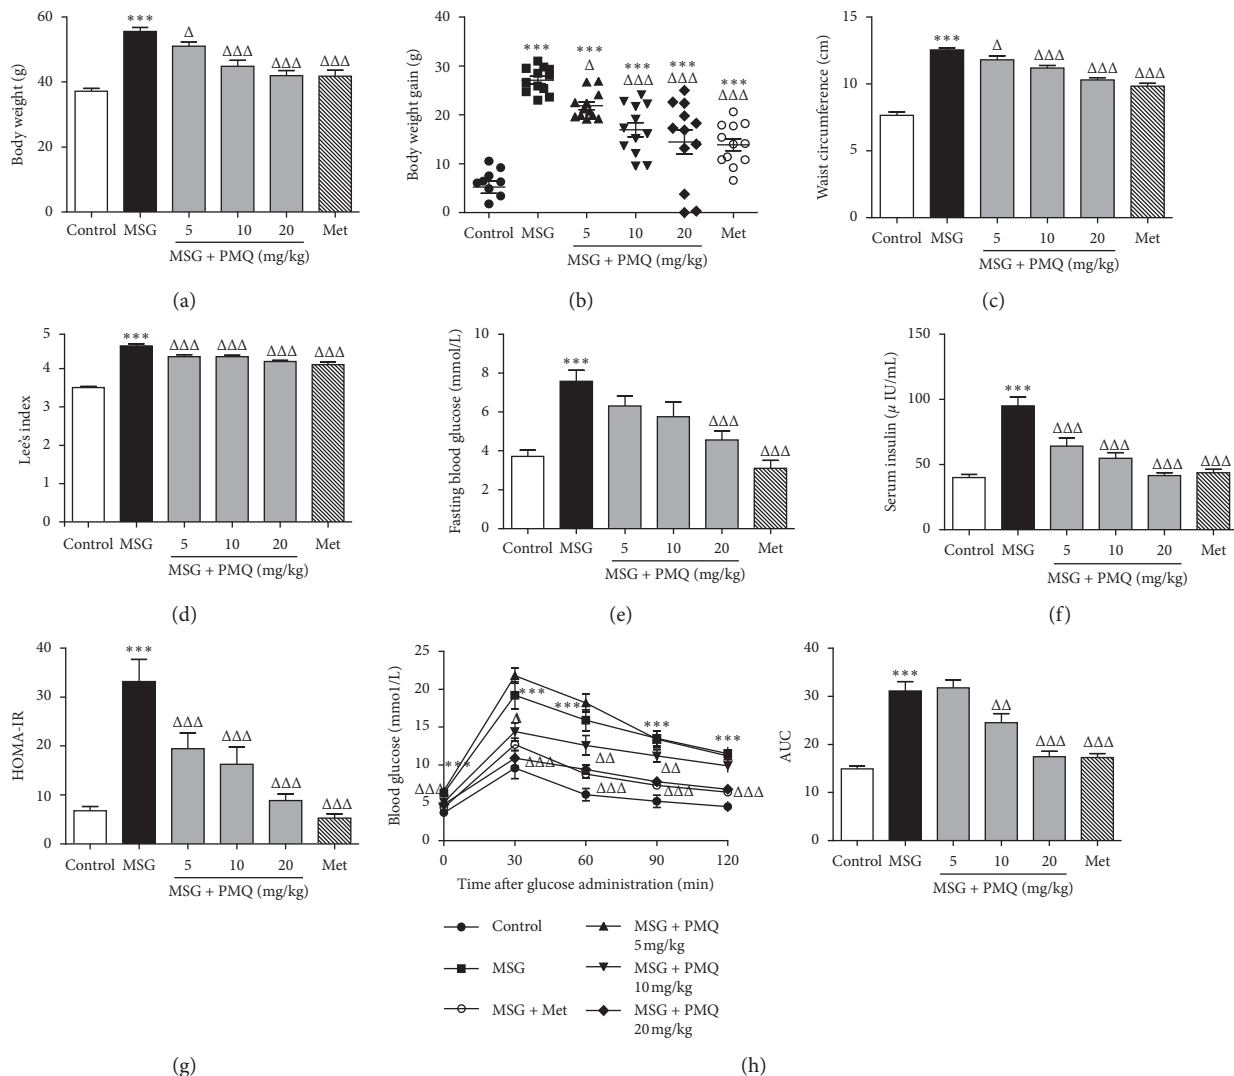 60
40
20
0
Body weight (g)
***
Δ
ΔΔΔ
ΔΔΔ
ΔΔΔ
Control MSG 5 10 20 Met
MSG + PMQ (mg/kg)
(a)
40
30
20
10
0
Body weight gain (g)
***
***
Δ
***
ΔΔΔ
***
ΔΔΔ
***
ΔΔΔ
Control MSG 5 10 20 Met
MSG + PMQ (mg/kg)
(b)
15
10
5
0
Waist circumference (cm)
***
Δ
ΔΔΔ
ΔΔΔ
ΔΔΔ
Control MSG 5 10 20 Met
MSG + PMQ (mg/kg)
(c)
5
4
3
2
1
0
Lee's index
***
ΔΔΔ
ΔΔΔ
ΔΔΔ
ΔΔΔ
Control MSG 5 10 20 Met
MSG + PMQ (mg/kg)
(d)
10
8
6
4
2
0
Fasting blood glucose (mmol/L)
***
ΔΔΔ
ΔΔΔ
Control MSG 5 10 20 Met
MSG + PMQ (mg/kg)
(e)
150
100
50
0
Serum insulin (μ IU/mL)
***
ΔΔΔ
ΔΔΔ
ΔΔΔ
ΔΔΔ
Control MSG 5 10 20 Met
MSG + PMQ (mg/kg)
(f)
40
30
20
10
0
HOMA-IR
***
ΔΔΔ
ΔΔΔ
ΔΔΔ
ΔΔΔ
Control MSG 5 10 20 Met
MSG + PMQ (mg/kg)
(g)
25
20
15
10
5
0
Blood glucose (mmo1/L)
***
ΔΔΔ
***
Δ
ΔΔΔ
***
ΔΔ
ΔΔΔ
***
ΔΔ
ΔΔΔ
***
ΔΔΔ
0 30 60 90 120
Time after glucose administration (min)
Control
MSG
MSG + Met
MSG + PMQ
5 mg/kg
MSG + PMQ
10 mg/kg
MSG + PMQ
20 mg/kg
40
30
20
10
0
AUC
***
ΔΔ
ΔΔΔ
ΔΔΔ
Control MSG 5 10 20 Met
MSG + PMQ (mg/kg)
(h)